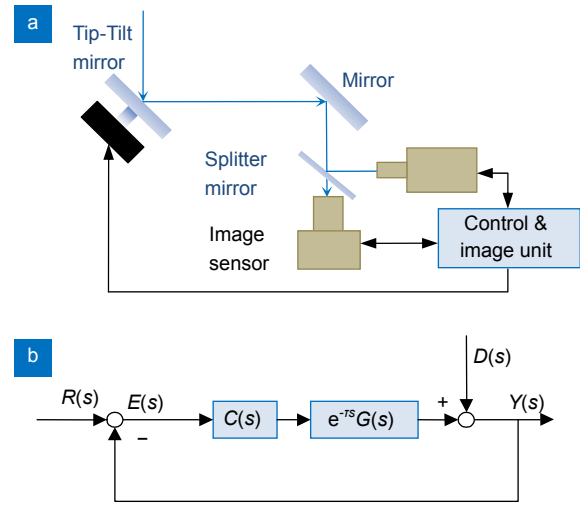 a
Tip-Tilt
mirror
Mirror
Splitter
mirror
Image
sensor
Control &
image unit
b
D(s)
R(s)
E(s)
C(s)
e^{-τs}G(s)
+
Y(s)
−